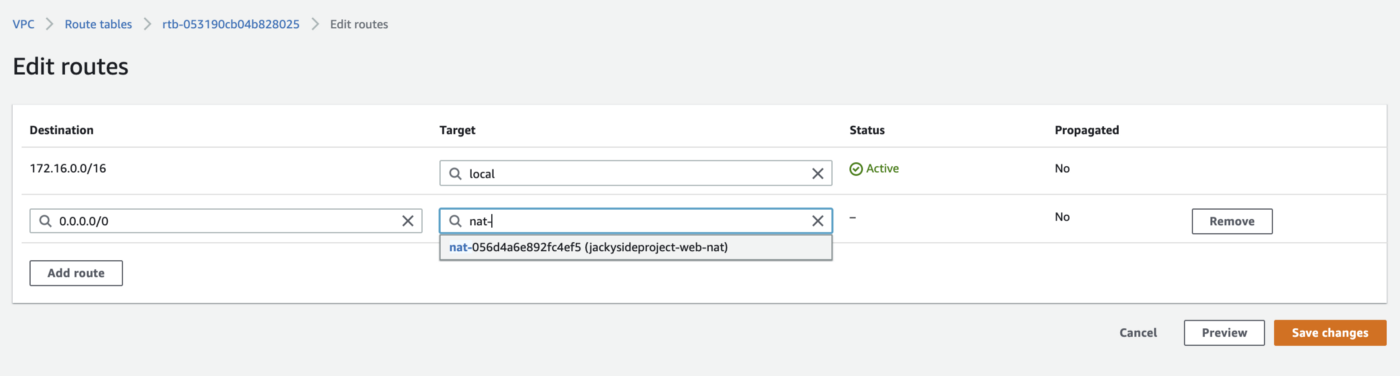 VPC > Route tables > rtb-053190cb04b828025 > Edit routes
Edit routes
Destination Target Status Propagated
172.16.0.0/16 local Active No
0.0.0.0/0 nat- – No Remove
nat-056d4a6e892fc4ef5 (jackysideproject-web-nat)
Add route
Cancel Preview Save changes